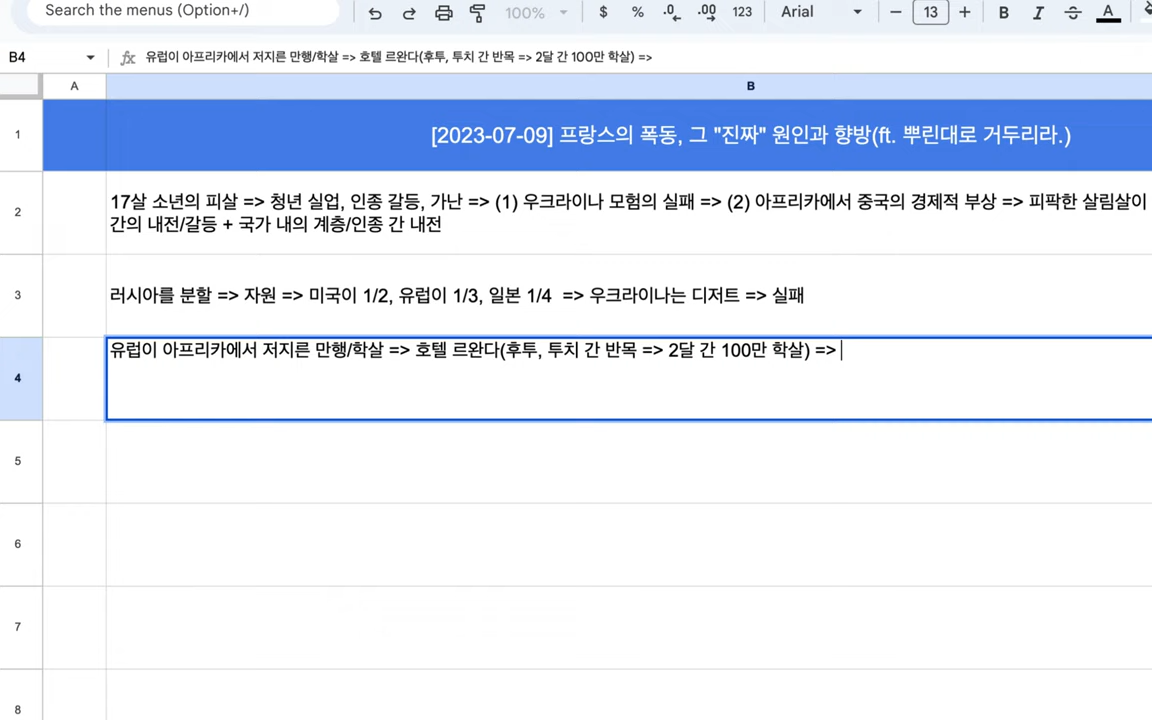 Search the menus (Option+/)
100%
$ % .0 .00 123 Arial 13 B I A
B4 fx 유럽이 아프리카에서 저지른 만행/학살 => 호텔 르완다(후투, 투치 간 반목 => 2달 간 100만 학살) =>
A B
1 [2023-07-09] 프랑스의 폭동, 그 "진짜" 원인과 향방(ft. 뿌린대로 거두리라.)
2 17살 소년의 피살 => 청년 실업, 인종 갈등, 가난 => (1) 우크라이나 모험의 실패 => (2) 아프리카에서 중국의 경제적 부상 => 피팍한 살림살이
간의 내전/갈등 + 국가 내의 계층/인종 간 내전
3 러시아를 분할 => 자원 => 미국이 1/2, 유럽이 1/3, 일본 1/4 => 우크라이나는 디저트 => 실패
4 유럽이 아프리카에서 저지른 만행/학살 => 호텔 르완다(후투, 투치 간 반목 => 2달 간 100만 학살) =>
5
6
7
8